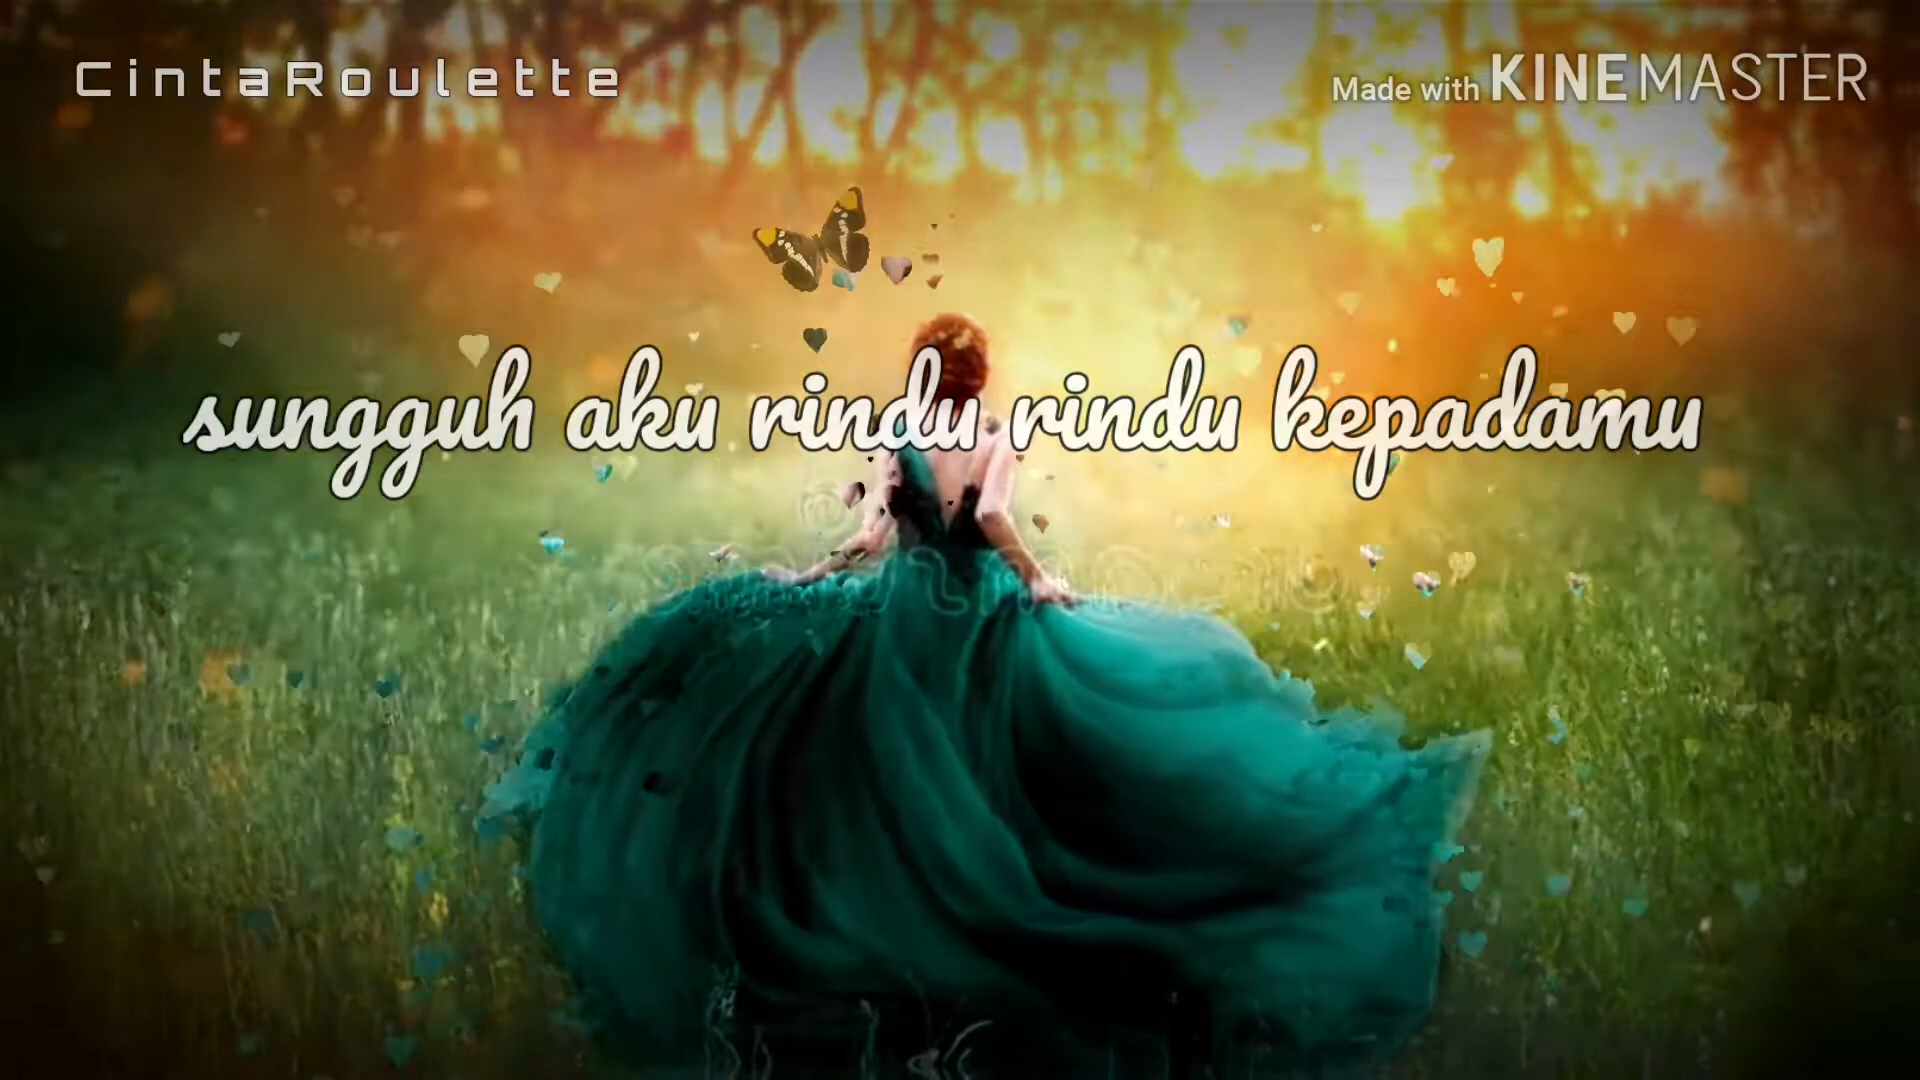 CintaRoulette
Made with KINEMASTER
sungguh aku rindu rindu kepadamu